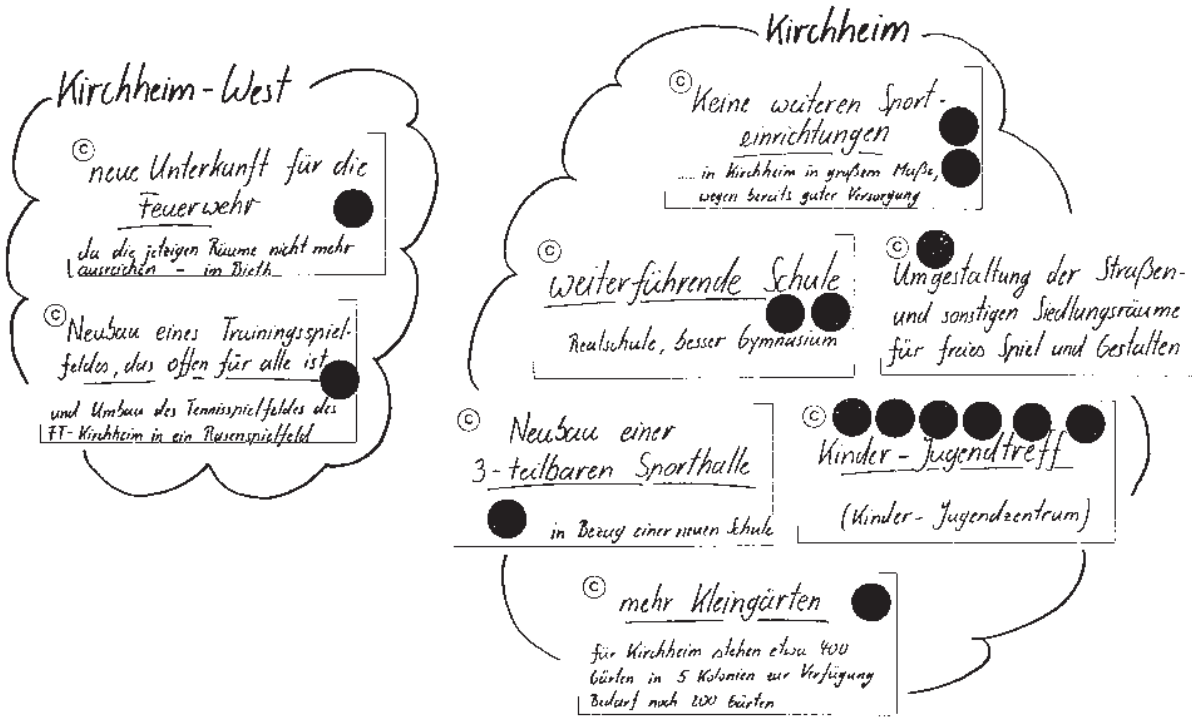 Kirchheim-West
© neue Unterkunft für die
Feuerwehr
da die jetzigen Räume nicht mehr
ausreichen - im Bieth
© Neubau eines Trainingsspiel-
feldes, das offen für alle ist
und Umbau des Tennisspielfeldes des
FT-Kirchheim in ein Rasenspielfeld
Kirchheim
© Keine weiteren Sport-
einrichtungen
.... in Kirchheim in großem Maße,
wegen bereits guter Versorgung
© weiterführende Schule
Realschule, besser Gymnasium
© Umgestaltung der Straßen-
und sonstigen Siedlungsräume
für freies Spiel und Gestalten
© Neubau einer
3-teilbaren Sporthalle
in Bezug einer neuen Schule
© Kinder-Jugendtreff
(Kinder-Jugendzentrum)
© mehr Kleingärten
für Kirchheim stehen etwa 400
Gärten in 5 Kolonien zur Verfügung
Bedarf noch 200 Gärten